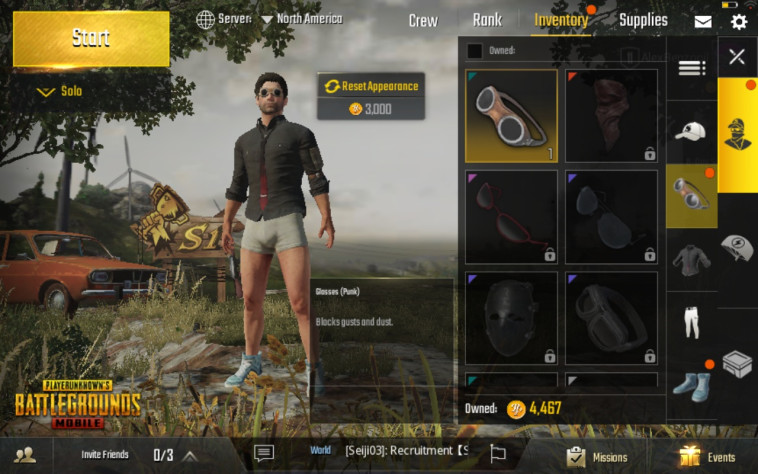 Start
Server: North America
Crew
Rank
Inventory
Supplies
Solo
Reset Appearance
3,000
Owned:
1
Glasses (Punk)
Blocks gusts and dust.
PLAYERUNKNOWN'S
BATTLEGROUNDS
MOBILE
Owned: 4,467
Invite Friends 0/3
World [Seiji03]: Recruitment
Missions
Events